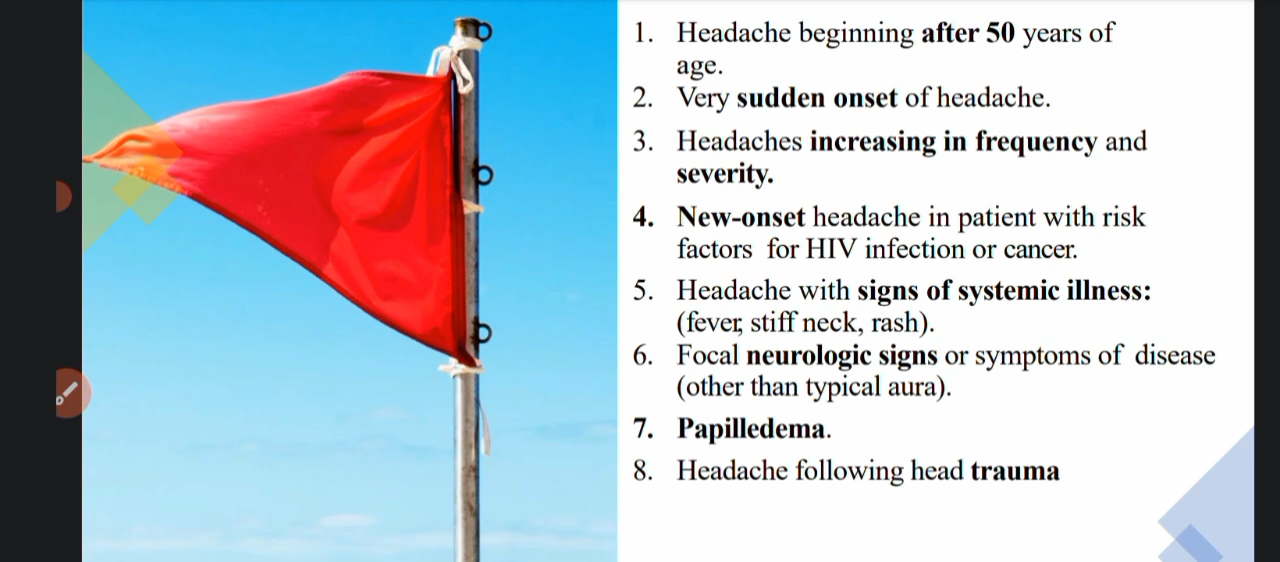 1. Headache beginning after 50 years of
age.
2. Very sudden onset of headache.
3. Headaches increasing in frequency and
severity.
4. New-onset headache in patient with risk
factors for HIV infection or cancer.
5. Headache with signs of systemic illness:
(fever, stiff neck, rash).
6. Focal neurologic signs or symptoms of disease
(other than typical aura).
7. Papilledema.
8. Headache following head trauma